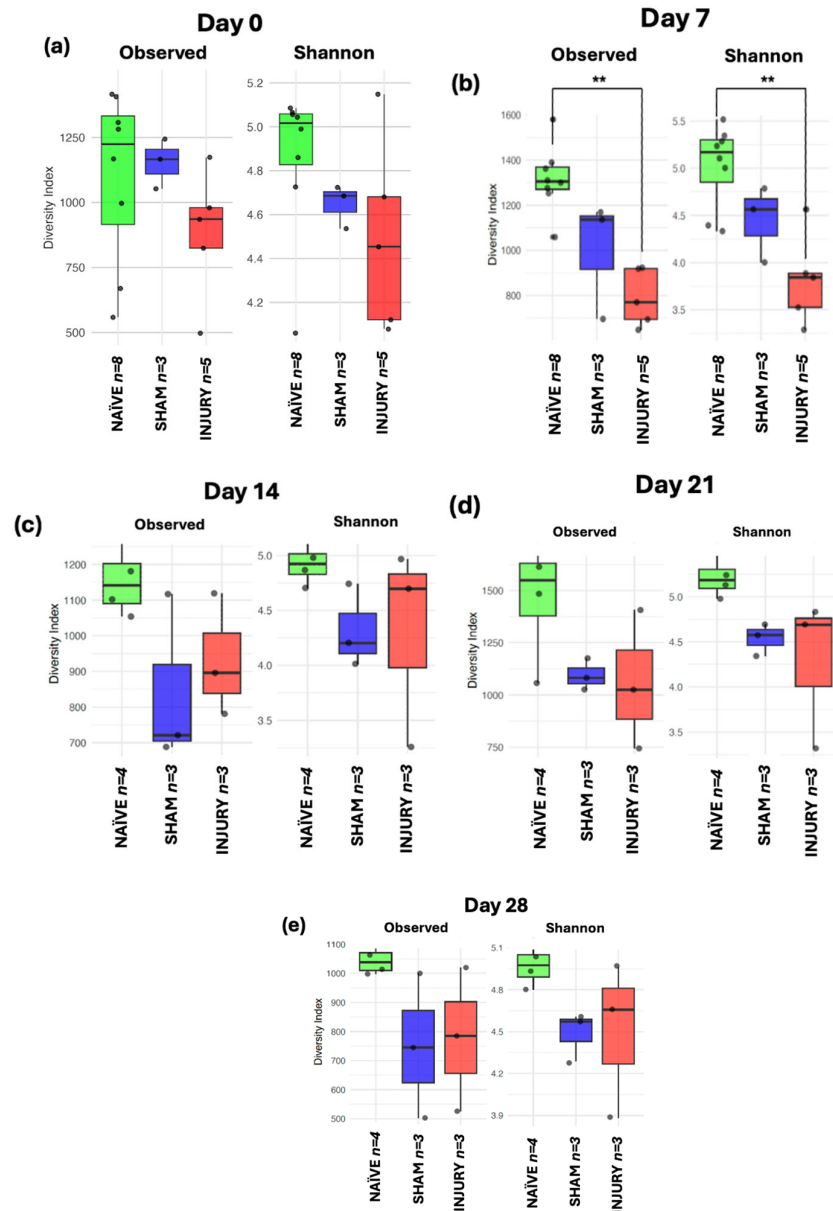 Day 0
(a)
Observed
Shannon
Diversity Index
1250
1000
750
500
5.2
5.0
4.8
4.6
4.4
4.2
NAÏVE n=8
SHAM n=3
INJURY n=5
NAÏVE n=8
SHAM n=3
INJURY n=5
Day 7
(b)
Observed
Shannon
**
**
Diversity Index
1600
1400
1200
1000
800
5.5
5.0
4.5
4.0
3.5
NAÏVE n=8
SHAM n=3
INJURY n=5
NAÏVE n=8
SHAM n=3
INJURY n=5
Day 14
(c)
Observed
Shannon
Diversity Index
1200
1100
1000
900
800
700
5.0
4.5
4.0
3.5
NAÏVE n=4
SHAM n=3
INJURY n=3
NAÏVE n=4
SHAM n=3
INJURY n=3
Day 21
(d)
Observed
Shannon
Diversity Index
1500
1250
1000
750
5.0
4.5
4.0
3.5
NAÏVE n=4
SHAM n=3
INJURY n=3
NAÏVE n=4
SHAM n=3
INJURY n=3
Day 28
(e)
Observed
Shannon
Diversity Index
1100
1000
900
800
700
600
500
5.1
4.8
4.5
4.2
3.9
NAÏVE n=4
SHAM n=3
INJURY n=3
NAÏVE n=4
SHAM n=3
INJURY n=3